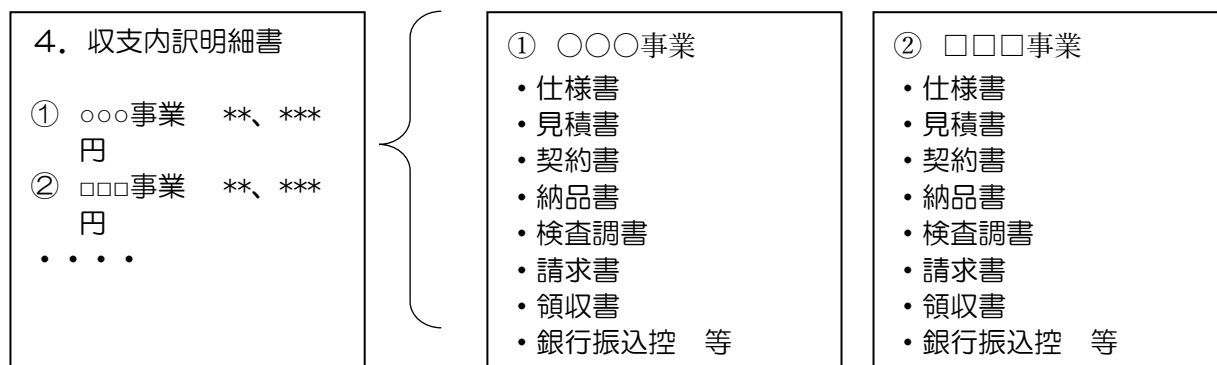 ４．収支内訳明細書
① ○○○事業　**、***
円
② □□□事業　**、***
円
・・・・
① 〇〇〇事業
・仕様書
・見積書
・契約書
・納品書
・検査調書
・請求書
・領収書
・銀行振込控　等
② □□□事業
・仕様書
・見積書
・契約書
・納品書
・検査調書
・請求書
・領収書
・銀行振込控　等